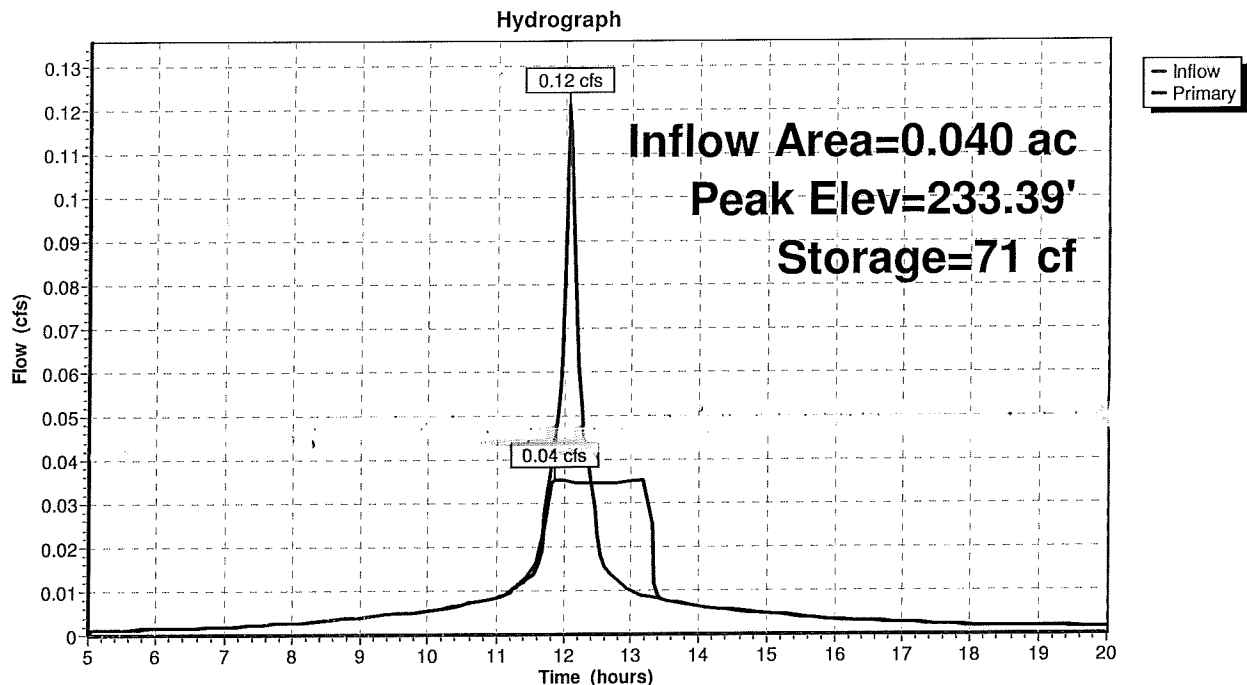 Hydrograph
Inflow
Primary
0.12 cfs
Inflow Area=0.040 ac
Peak Elev=233.39'
Storage=71 cf
0.04 cfs
Flow (cfs)
0.13
0.12
0.11
0.1
0.09
0.08
0.07
0.06
0.05
0.04
0.03
0.02
0.01
0
5 6 7 8 9 10 11 12 13 14 15 16 17 18 19 20
Time (hours)